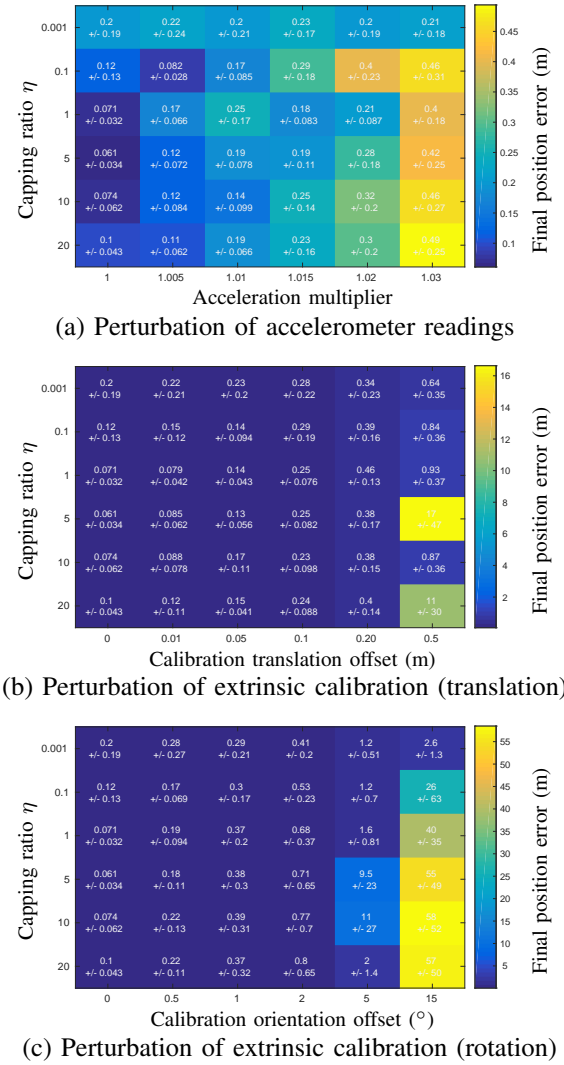 0.001 0.2 0.22 0.2 0.23 0.2 0.21
+/- 0.19 +/- 0.24 +/- 0.21 +/- 0.17 +/- 0.19 +/- 0.18
0.1 0.12 0.082 0.17 0.29 0.4 0.46
+/- 0.13 +/- 0.028 +/- 0.085 +/- 0.18 +/- 0.23 +/- 0.31
1 0.071 0.17 0.25 0.18 0.21 0.4
+/- 0.032 +/- 0.066 +/- 0.17 +/- 0.083 +/- 0.087 +/- 0.18
5 0.061 0.12 0.19 0.19 0.28 0.42
+/- 0.034 +/- 0.072 +/- 0.078 +/- 0.11 +/- 0.18 +/- 0.25
10 0.074 0.12 0.14 0.25 0.32 0.46
+/- 0.062 +/- 0.084 +/- 0.099 +/- 0.14 +/- 0.2 +/- 0.27
20 0.1 0.11 0.19 0.23 0.3 0.49
+/- 0.043 +/- 0.062 +/- 0.066 +/- 0.16 +/- 0.2 +/- 0.25
1 1.005 1.01 1.015 1.02 1.03
Capping ratio η
Acceleration multiplier
0.45
0.4
0.35
0.3
0.25
0.2
0.15
0.1
Final position error (m)
(a) Perturbation of accelerometer readings
0.001 0.2 0.22 0.23 0.28 0.34 0.64
+/- 0.19 +/- 0.21 +/- 0.2 +/- 0.22 +/- 0.23 +/- 0.35
0.1 0.12 0.15 0.14 0.29 0.39 0.84
+/- 0.13 +/- 0.12 +/- 0.094 +/- 0.19 +/- 0.16 +/- 0.36
1 0.071 0.079 0.14 0.25 0.46 0.93
+/- 0.032 +/- 0.042 +/- 0.043 +/- 0.076 +/- 0.13 +/- 0.37
5 0.061 0.085 0.13 0.25 0.38 17
+/- 0.034 +/- 0.062 +/- 0.056 +/- 0.082 +/- 0.17 +/- 47
10 0.074 0.088 0.17 0.23 0.38 0.87
+/- 0.062 +/- 0.078 +/- 0.11 +/- 0.098 +/- 0.15 +/- 0.36
20 0.1 0.12 0.15 0.24 0.4 11
+/- 0.043 +/- 0.11 +/- 0.041 +/- 0.088 +/- 0.14 +/- 30
0 0.01 0.05 0.1 0.20 0.5
Capping ratio η
Calibration translation offset (m)
16
14
12
10
8
6
4
2
Final position error (m)
(b) Perturbation of extrinsic calibration (translation)
0.001 0.2 0.28 0.29 0.41 1.2 2.6
+/- 0.19 +/- 0.27 +/- 0.21 +/- 0.2 +/- 0.51 +/- 1.3
0.1 0.12 0.17 0.3 0.53 1.2 26
+/- 0.13 +/- 0.069 +/- 0.17 +/- 0.23 +/- 0.7 +/- 63
1 0.071 0.19 0.37 0.68 1.6 40
+/- 0.032 +/- 0.094 +/- 0.2 +/- 0.37 +/- 0.81 +/- 35
5 0.061 0.18 0.38 0.71 9.5 55
+/- 0.034 +/- 0.11 +/- 0.3 +/- 0.65 +/- 23 +/- 49
10 0.074 0.22 0.39 0.77 11
+/- 0.062 +/- 0.13 +/- 0.31 +/- 0.7 +/- 27
20 0.1 0.22 0.37 0.8 2 57
+/- 0.043 +/- 0.11 +/- 0.32 +/- 0.65 +/- 1.4 +/- 50
0 0.5 1 2 5 15
Capping ratio η
Calibration orientation offset (°)
55
50
45
40
35
30
25
20
15
10
5
Final position error (m)
(c) Perturbation of extrinsic calibration (rotation)